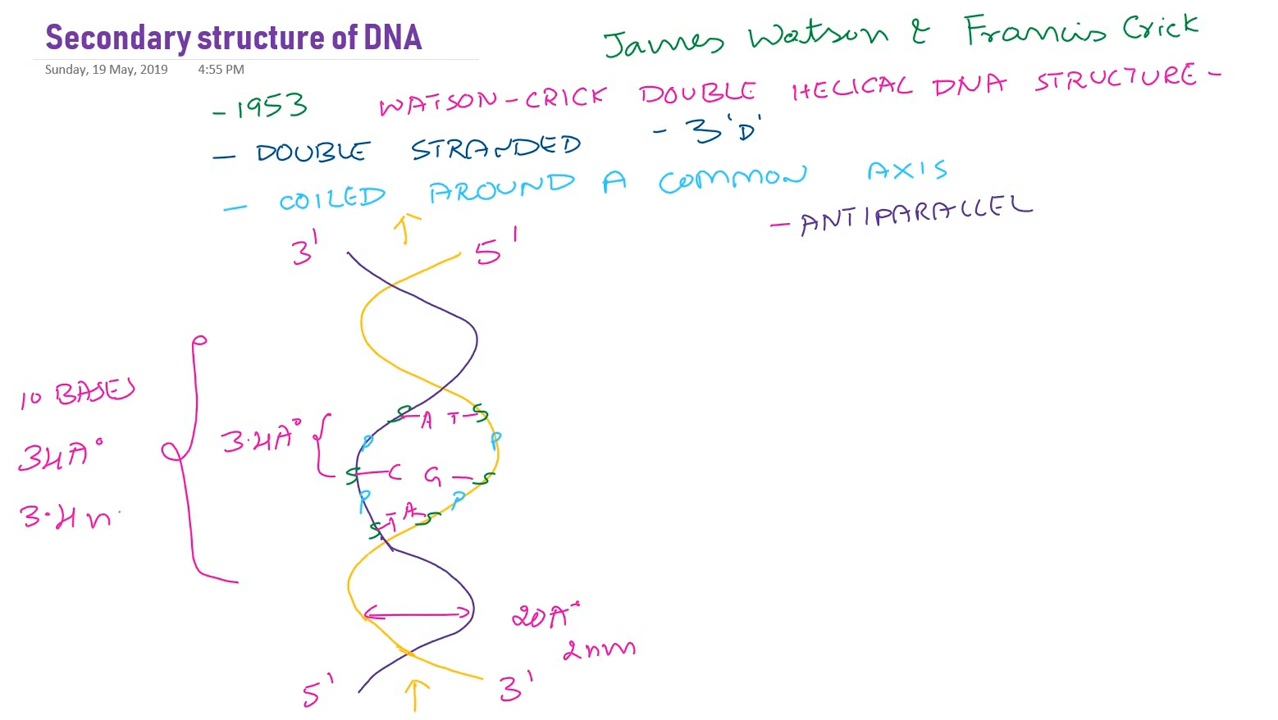 Secondary structure of DNA
Sunday, 19 May, 2019 4:55 PM
James Watson & Francis Crick
- 1953 WATSON-CRICK DOUBLE HELICAL DNA STRUCTURE -
- DOUBLE STRANDED - 3'D'
- COILED AROUND A COMMON AXIS
- ANTIPARALLEL
3' 5'
10 BASES
34A°
3.4n
3.4A°
S A T S
P P
S C G S
P P
S T A S
20A°
2nm
5' 3'